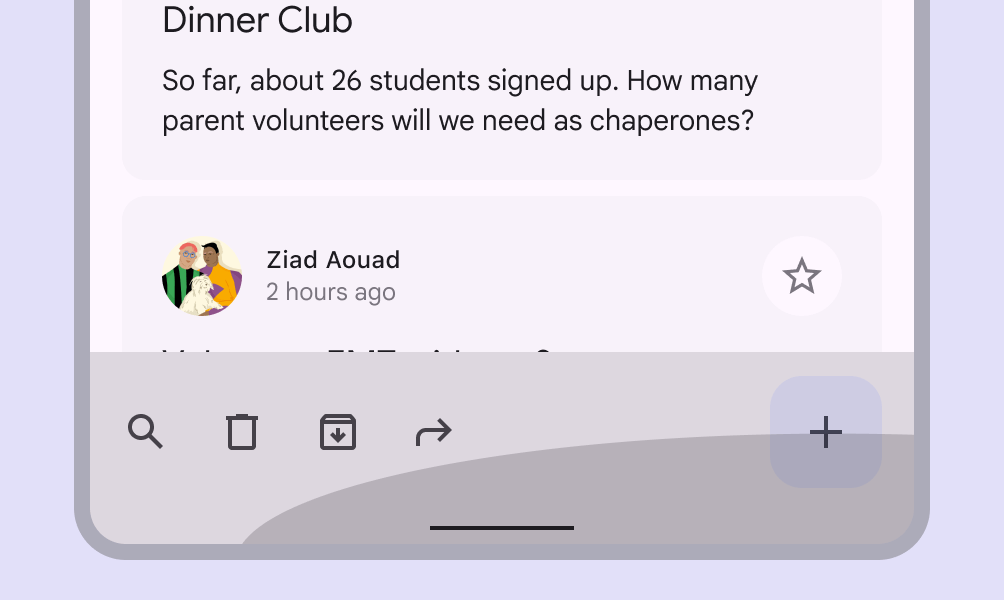 Dinner Club
So far, about 26 students signed up. How many
parent volunteers will we need as chaperones?
Ziad Aouad
2 hours ago